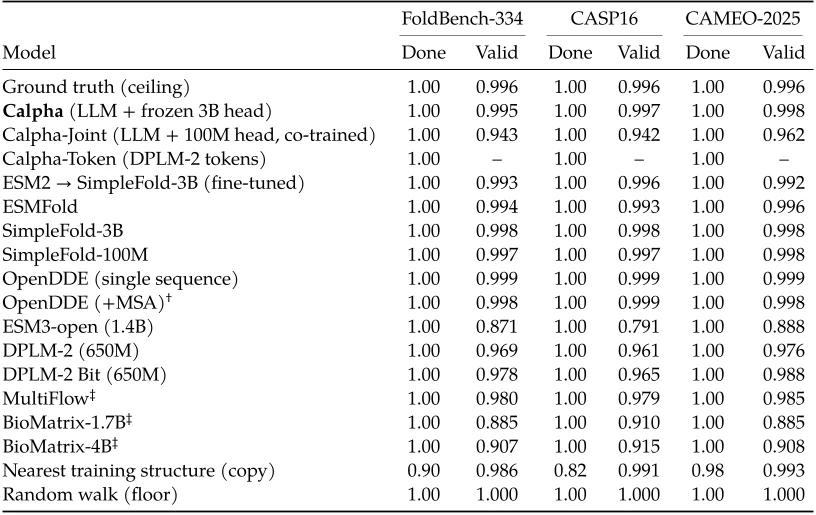 FoldBench-334 CASP16 CAMEO-2025
Model Done Valid Done Valid Done Valid
Ground truth (ceiling) 1.00 0.996 1.00 0.996 1.00 0.996
Calpha (LLM + frozen 3B head) 1.00 0.995 1.00 0.997 1.00 0.998
Calpha-Joint (LLM + 100M head, co-trained) 1.00 0.943 1.00 0.942 1.00 0.962
Calpha-Token (DPLM-2 tokens) 1.00 – 1.00 – 1.00 –
ESM2 → SimpleFold-3B (fine-tuned) 1.00 0.993 1.00 0.996 1.00 0.992
ESMFold 1.00 0.994 1.00 0.993 1.00 0.996
SimpleFold-3B 1.00 0.998 1.00 0.998 1.00 0.998
SimpleFold-100M 1.00 0.997 1.00 0.997 1.00 0.998
OpenDDE (single sequence) 1.00 0.999 1.00 0.999 1.00 0.999
OpenDDE (+MSA)† 1.00 0.998 1.00 0.999 1.00 0.998
ESM3-open (1.4B) 1.00 0.871 1.00 0.791 1.00 0.888
DPLM-2 (650M) 1.00 0.969 1.00 0.961 1.00 0.976
DPLM-2 Bit (650M) 1.00 0.978 1.00 0.965 1.00 0.988
MultiFlow‡ 1.00 0.980 1.00 0.979 1.00 0.985
BioMatrix-1.7B‡ 1.00 0.885 1.00 0.910 1.00 0.885
BioMatrix-4B‡ 1.00 0.907 1.00 0.915 1.00 0.908
Nearest training structure (copy) 0.90 0.986 0.82 0.991 0.98 0.993
Random walk (floor) 1.00 1.000 1.00 1.000 1.00 1.000